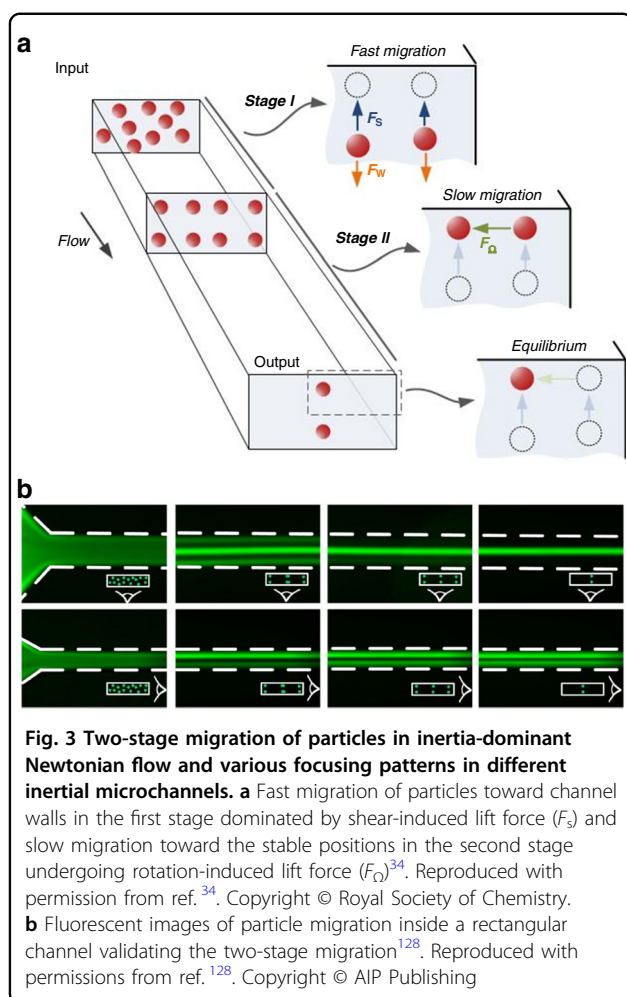 a
Input
Fast migration
Stage I
F_S
F_W
Slow migration
Flow
Stage II
F_Ω
Equilibrium
Output
b
Fig. 3 Two-stage migration of particles in inertia-dominant
Newtonian flow and various focusing patterns in different
inertial microchannels. a Fast migration of particles toward channel
walls in the first stage dominated by shear-induced lift force (Fs) and
slow migration toward the stable positions in the second stage
undergoing rotation-induced lift force (FΩ)34. Reproduced with
permission from ref. 34. Copyright © Royal Society of Chemistry.
b Fluorescent images of particle migration inside a rectangular
channel validating the two-stage migration128. Reproduced with
permissions from ref. 128. Copyright © AIP Publishing